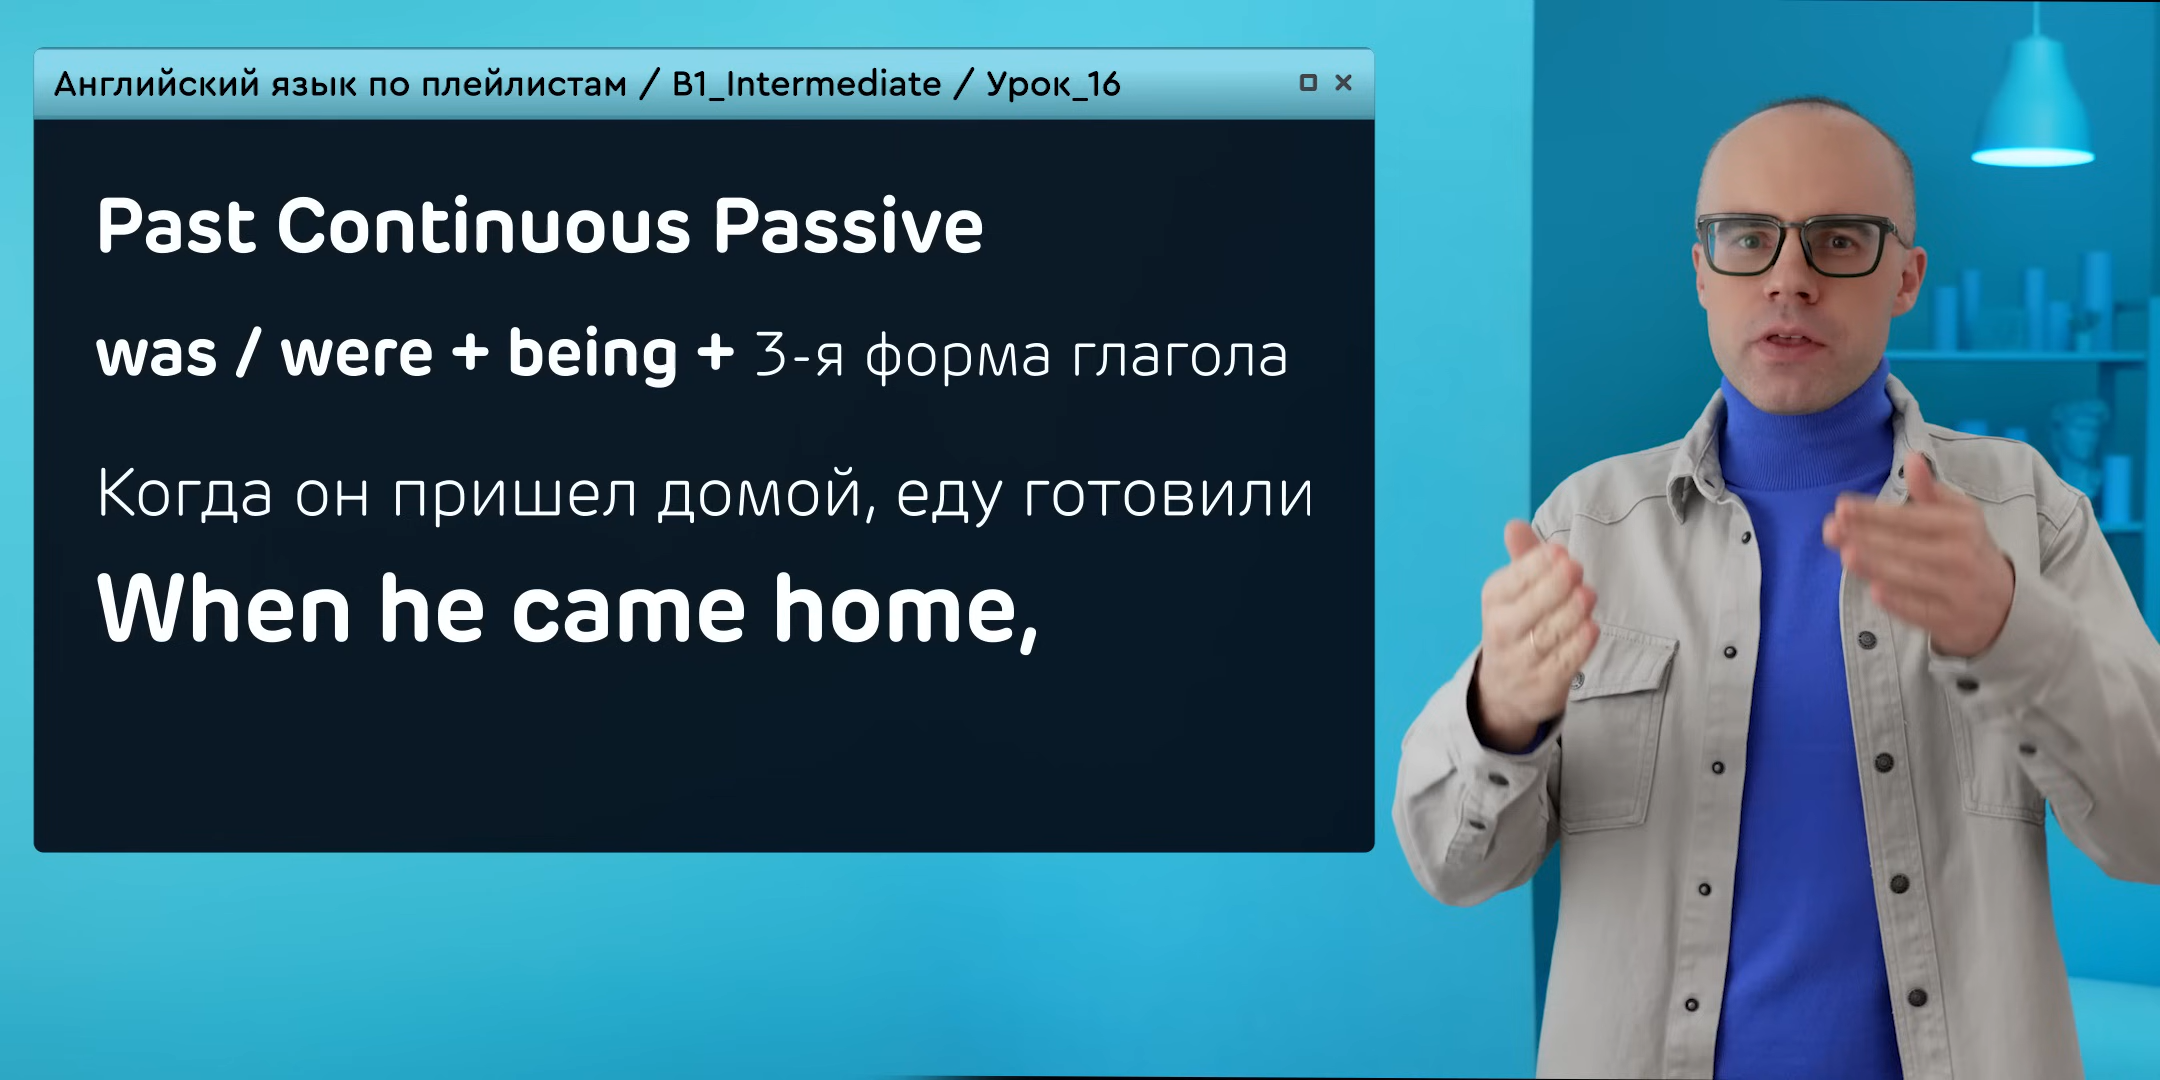 Английский язык по плейлистам / B1_Intermediate / Урок_16
Past Continuous Passive
was / were + being + 3-я форма глагола
Когда он пришел домой, еду готовили
When he came home,